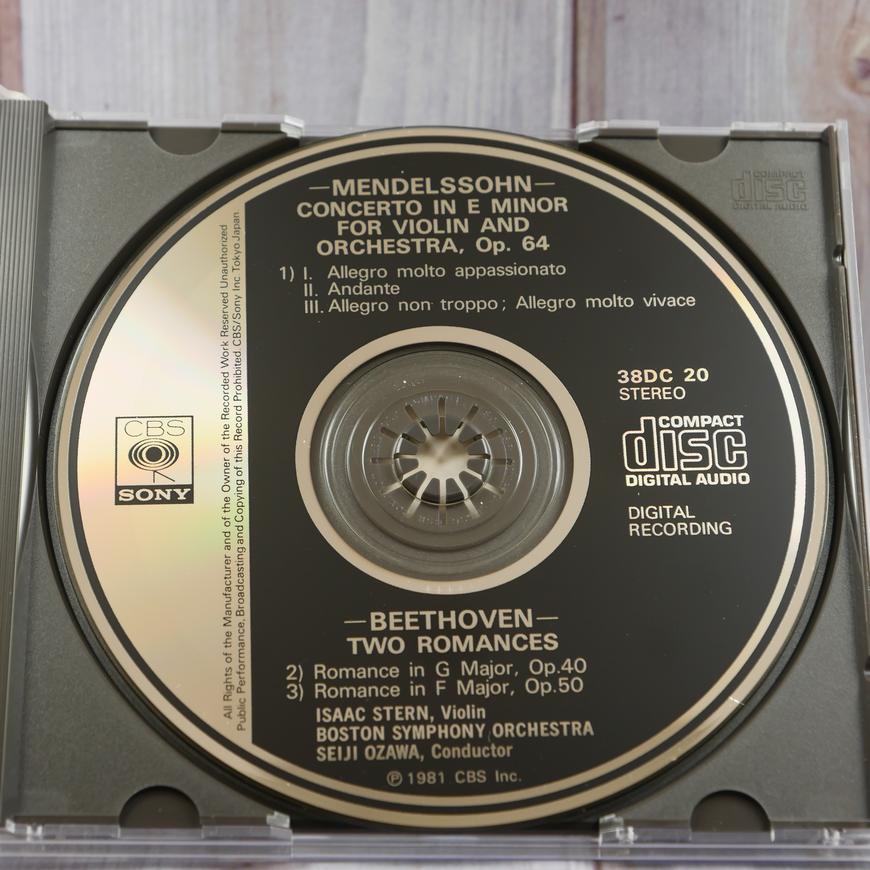 —MENDELSSOHN—
CONCERTO IN E MINOR
FOR VIOLIN AND
ORCHESTRA, Op. 64
1) I. Allegro molto appassionato
II. Andante
III. Allegro non troppo; Allegro molto vivace
38DC 20
STEREO
COMPACT
disc
DIGITAL AUDIO
DIGITAL
RECORDING
—BEETHOVEN—
TWO ROMANCES
2) Romance in G Major, Op.40
3) Romance in F Major, Op.50
ISAAC STERN, Violin
BOSTON SYMPHONY ORCHESTRA
SEIJI OZAWA, Conductor
℗ 1981 CBS Inc.
CBS
SONY
All Rights of the Manufacturer and of the Owner of the Recorded Work Reserved Unauthorized
Public Performance, Broadcasting and Copying of this Record Prohibited CBS/Sony Inc Tokyo Japan.
COMPACT
disc
DIGITAL AUDIO